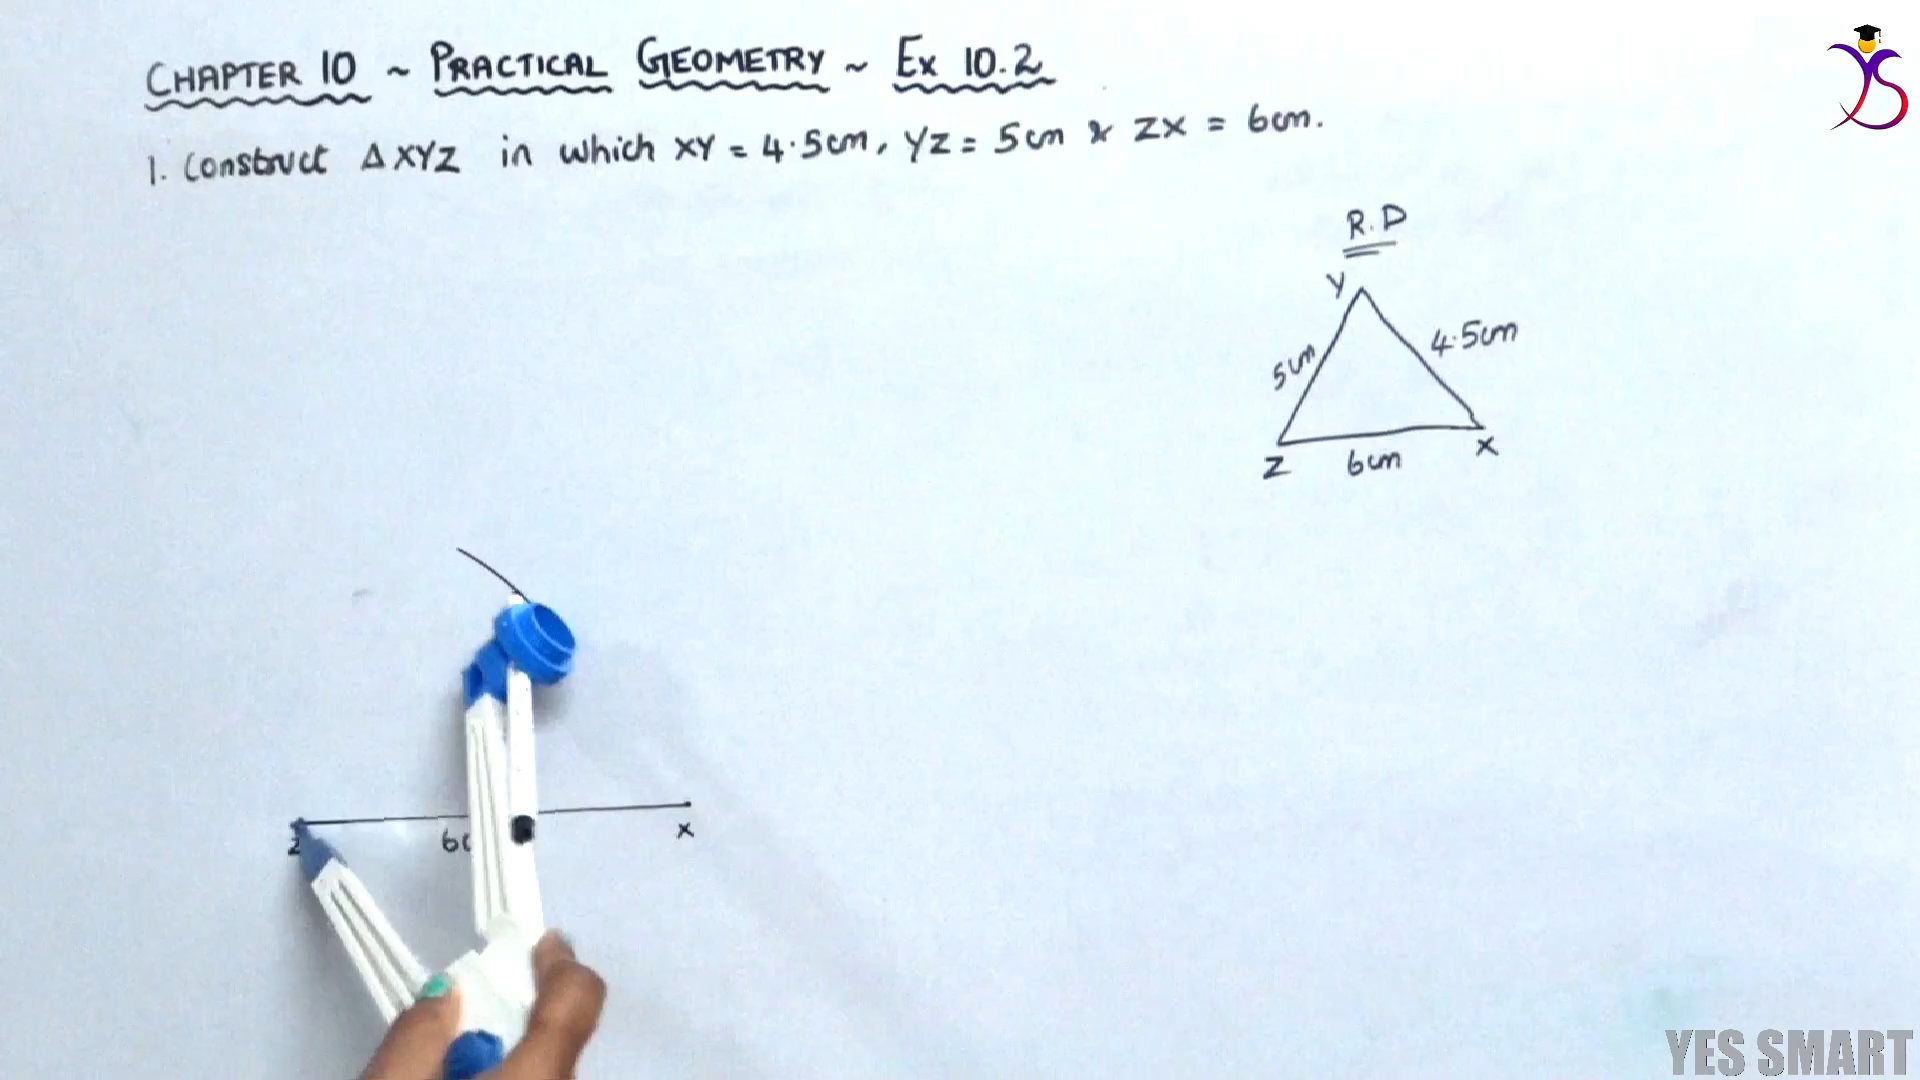 CHAPTER 10 ~ PRACTICAL GEOMETRY ~ Ex 10.2
1. Construct ΔXYZ in which XY = 4.5cm, YZ = 5cm & ZX = 6cm.
R.D
Y
5cm
4.5cm
Z
6cm
X
Z
X
YES SMART